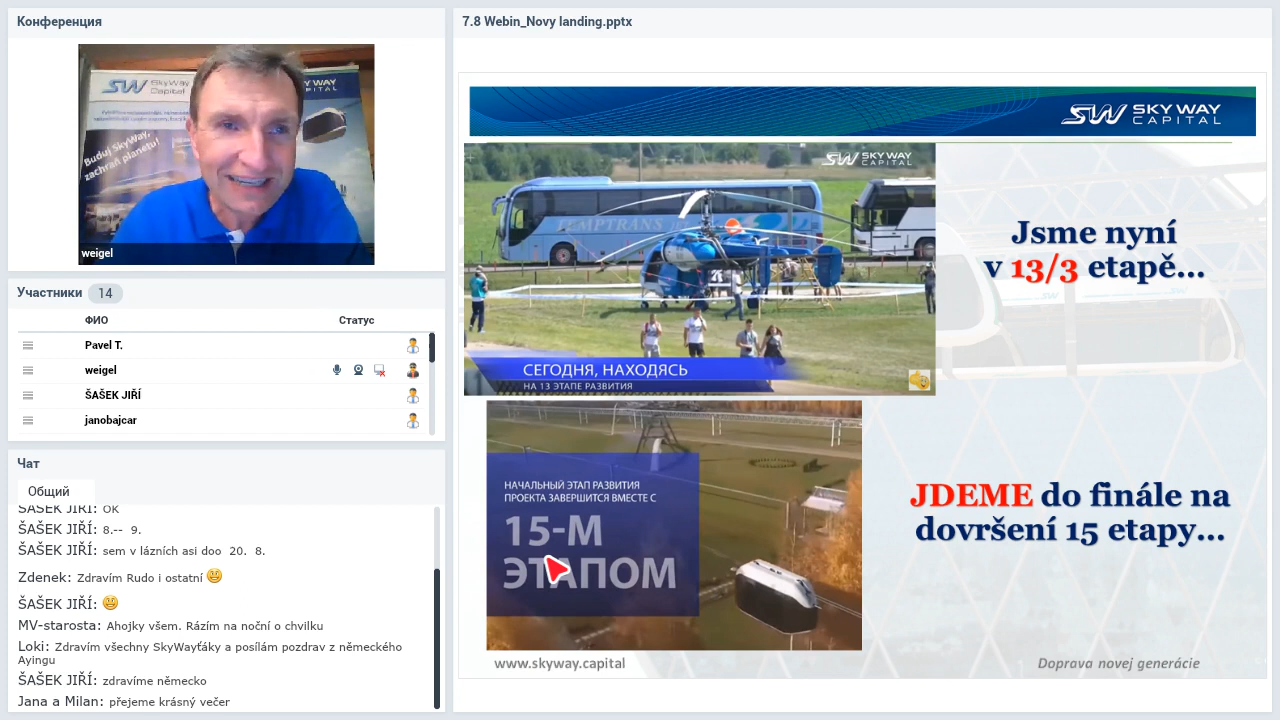 Конференция
SW SkyWay
Capital
Y WAY
Buduj SkyWay,
zachraň planetu!
weigel
Участники 14
ФИО Статус
Pavel T.
weigel
ŠAŠEK JIŘÍ
janobajcar
Чат
Общий
ŠAŠEK JIŘÍ: OK
ŠAŠEK JIŘÍ: 8.-- 9.
ŠAŠEK JIŘÍ: sem v lázních asi doo 20. 8.
Zdenek: Zdravím Rudo i ostatní
ŠAŠEK JIŘÍ:
MV-starosta: Ahojky všem. Rázím na noční o chvilku
Loki: Zdravím všechny SkyWayťáky a posílám pozdrav z německého
Ayingu
ŠAŠEK JIŘÍ: zdravíme německo
Jana a Milan: přejeme krásný večer
7.8 Webin_Novy landing.pptx
SW SKY WAY
CAPITAL
SW SKY WAY
CAPITAL
TEMPTRANS
СЕГОДНЯ, НАХОДЯСЬ
НА 13 ЭТАПЕ РАЗВИТИЯ
Jsme nyní
v 13/3 etapě...
НАЧАЛЬНЫЙ ЭТАП РАЗВИТИЯ
ПРОЕКТА ЗАВЕРШИТСЯ ВМЕСТЕ С
15-М
ЭТАПОМ
JDEME do finále na
dovršení 15 etapy...
www.skyway.capital
Doprava novej generácie